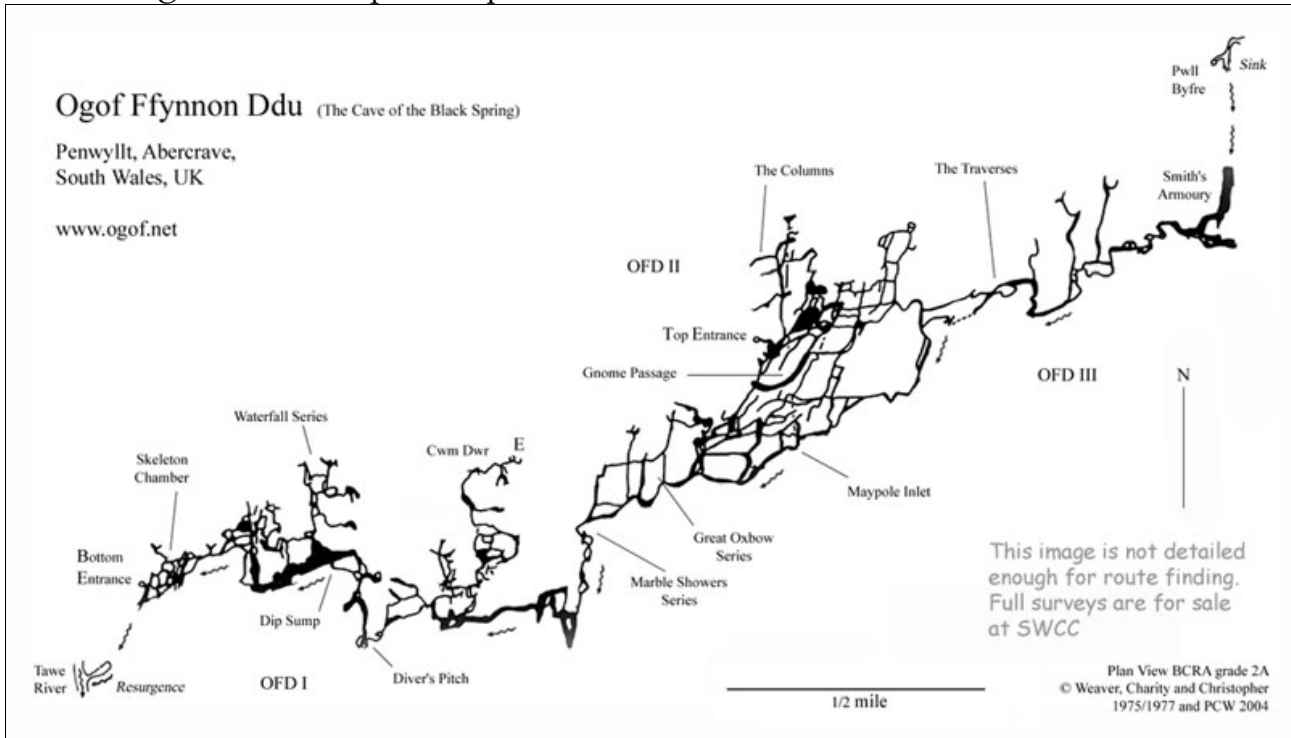 Ogof Ffynnon Ddu (The Cave of the Black Spring)
Penwyllt, Abercrave,
South Wales, UK
www.ogof.net
Pwll
Byfre
Sink
Smith's
Armoury
The Columns
The Traverses
OFD II
Top Entrance
Gnome Passage
OFD III
N
Waterfall Series
Cwm Dwr
E
Skeleton
Chamber
Maypole Inlet
Great Oxbow
Series
Bottom
Entrance
Marble Showers
Series
Dip Sump
Diver's Pitch
OFD I
Tawe
River
Resurgence
This image is not detailed
enough for route finding.
Full surveys are for sale
at SWCC
1/2 mile
Plan View BCRA grade 2A
© Weaver, Charity and Christopher
1975/1977 and PCW 2004